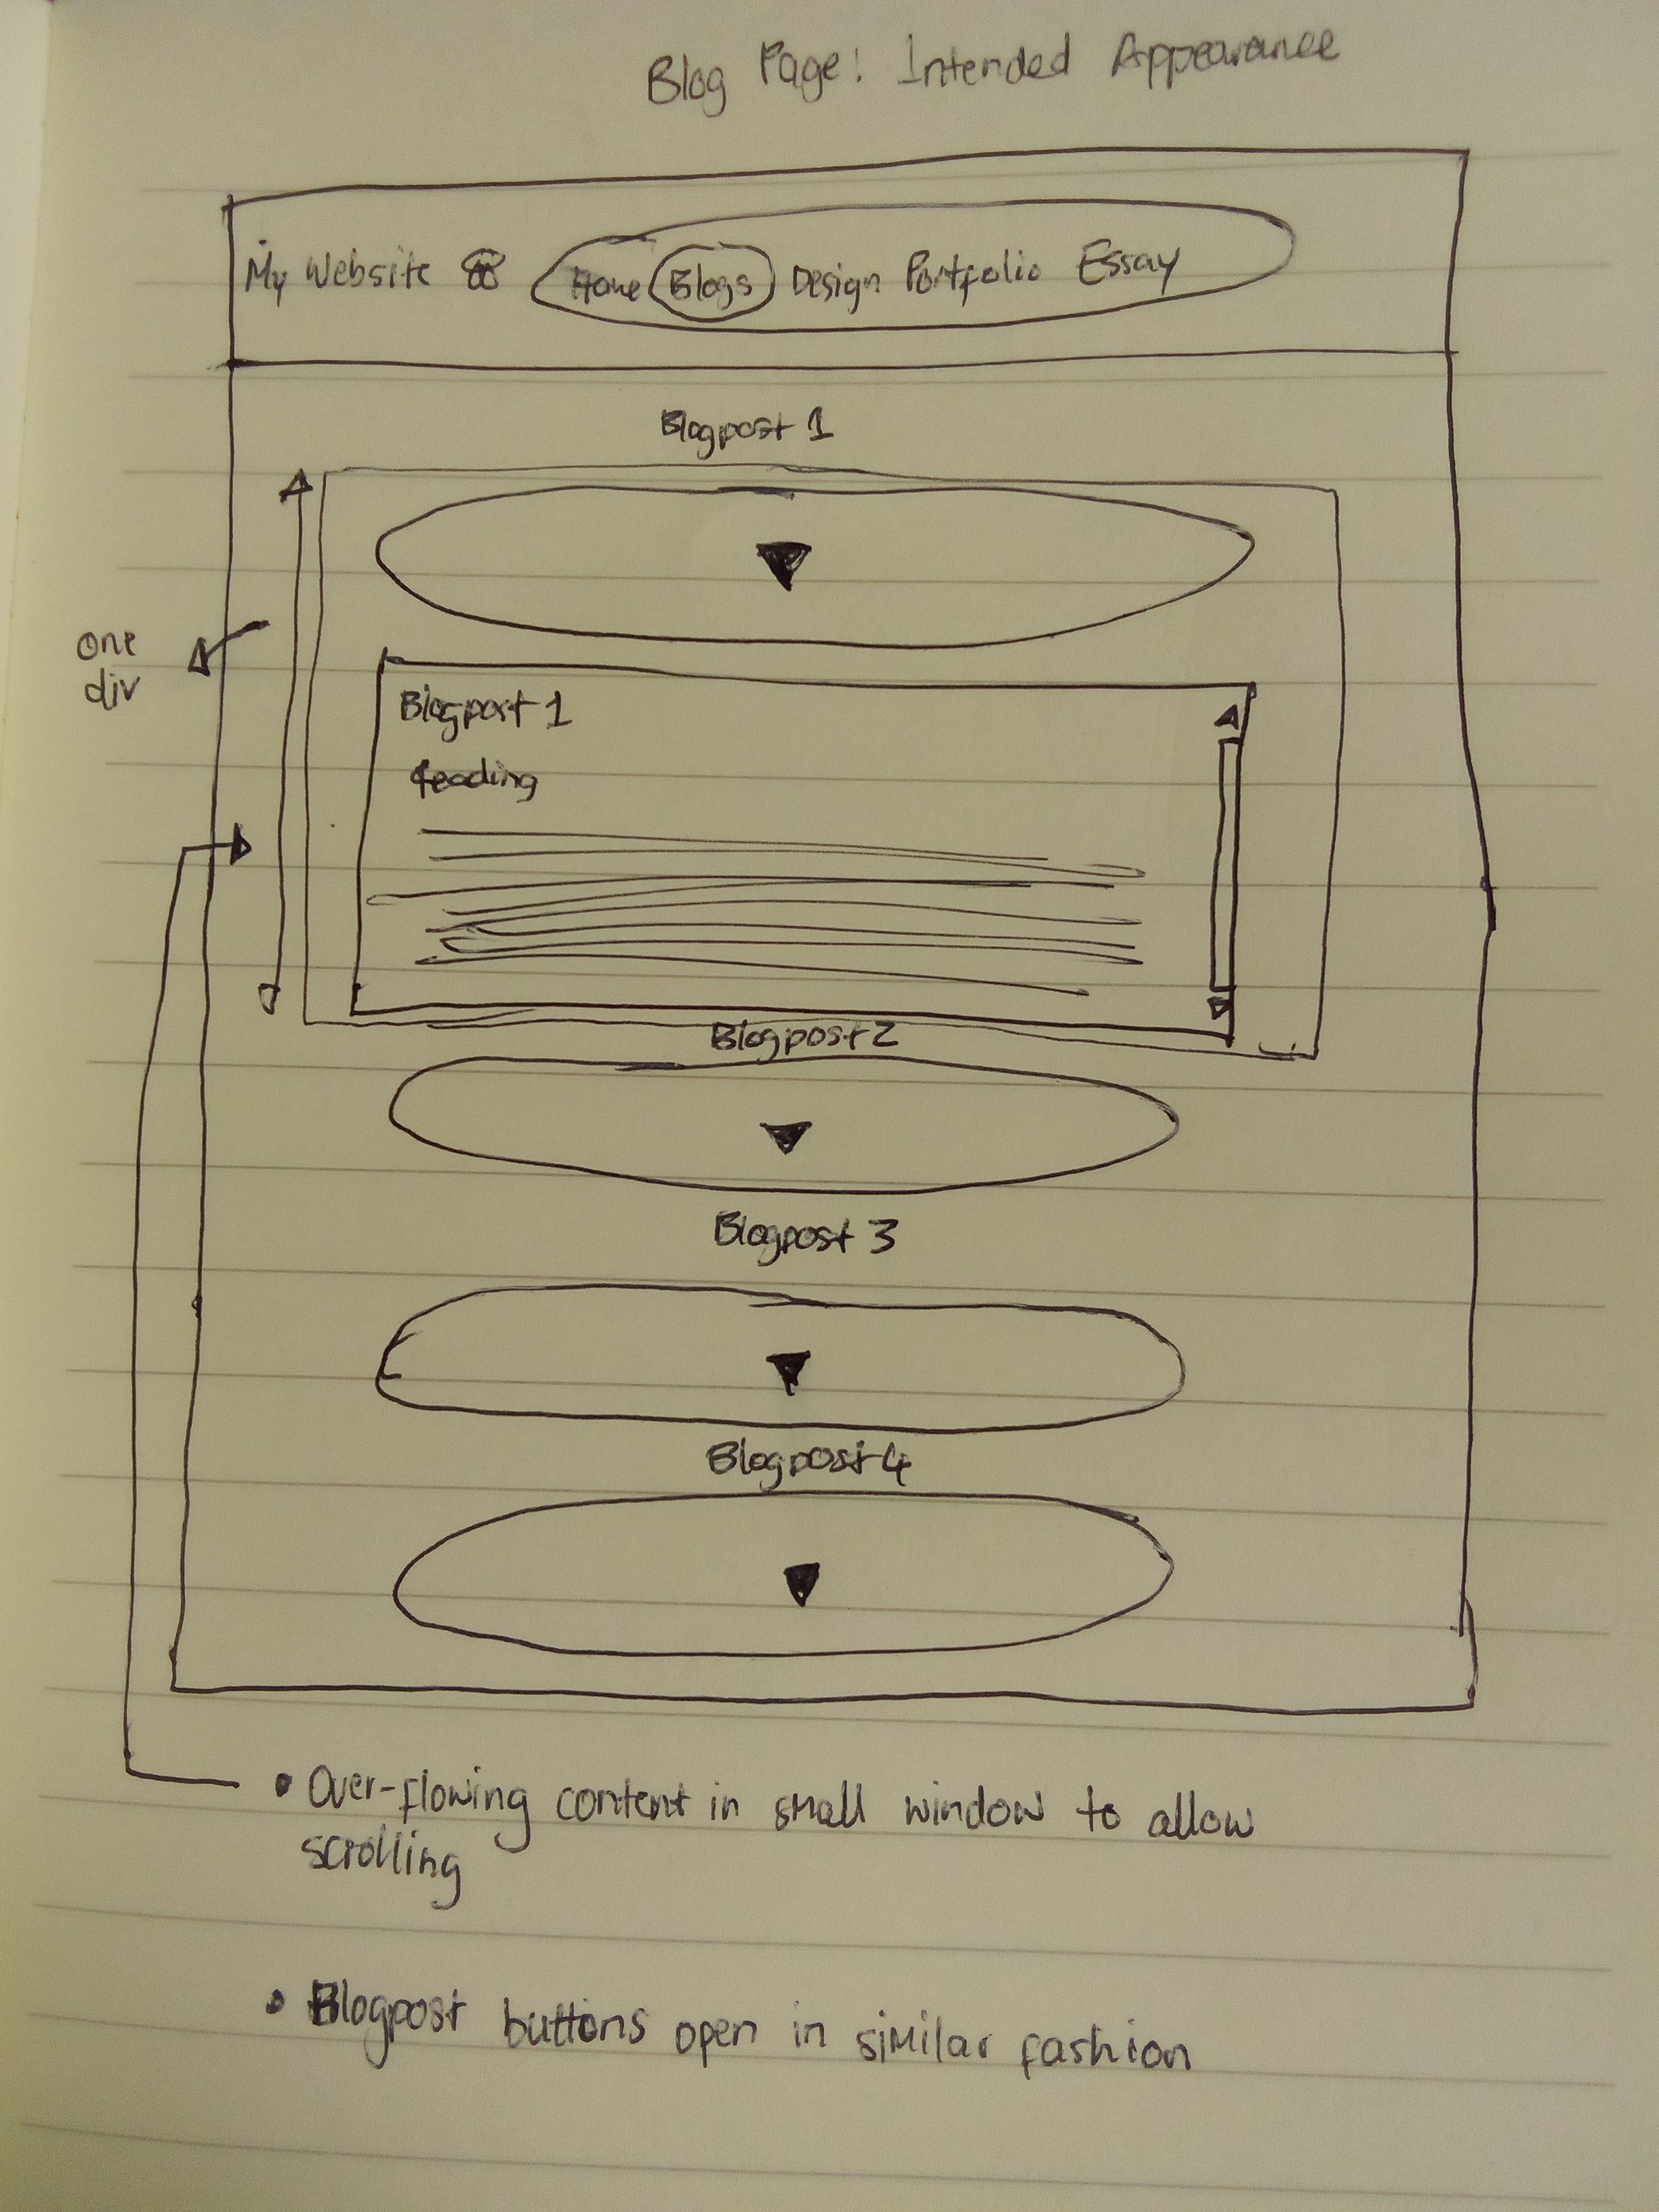 Blog Page: Intended Appearance
My Website Home Blogs Design Portfolio Essay
Blogpost 1
one
div
Blogpost 1
Heading
Blogpost 2
Blogpost 3
Blogpost 4
• Over-flowing content in small window to allow
scrolling
• Blogpost buttons open in similar fashion